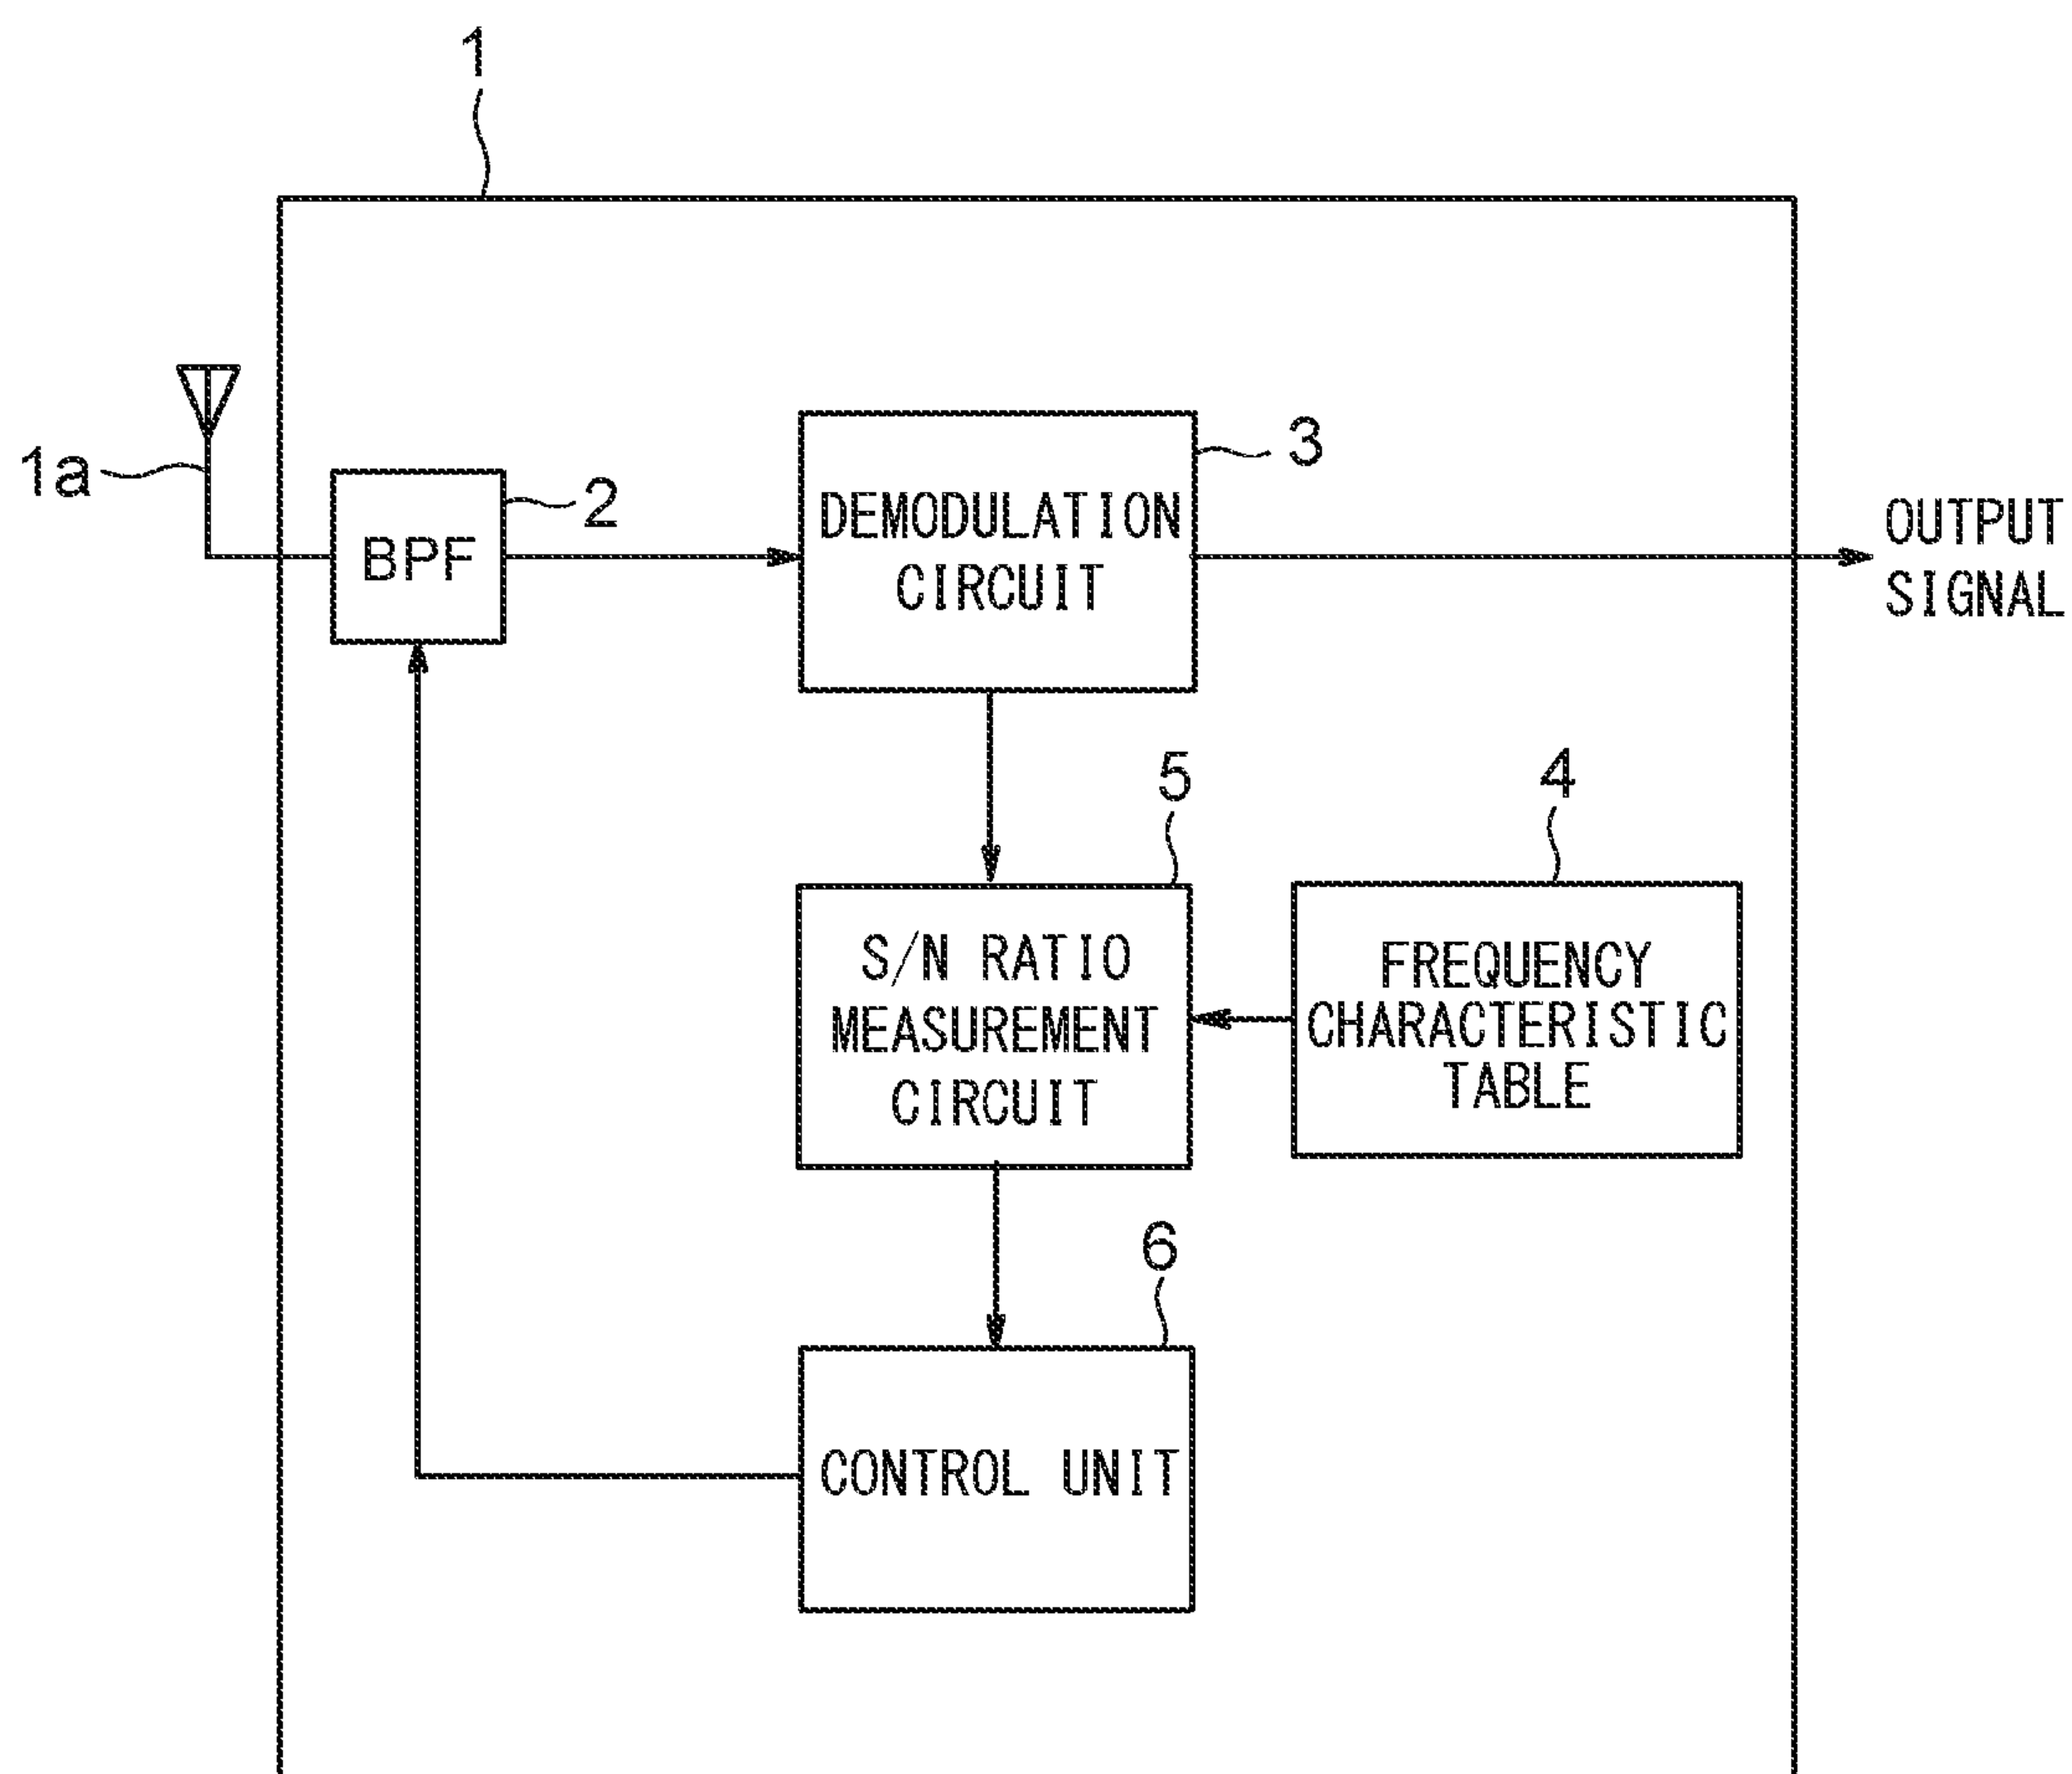 1
1a
BPF
2
DEMODULATION
CIRCUIT
3
OUTPUT
SIGNAL
5
S/N RATIO
MEASUREMENT
CIRCUIT
4
FREQUENCY
CHARACTERISTIC
TABLE
6
CONTROL UNIT